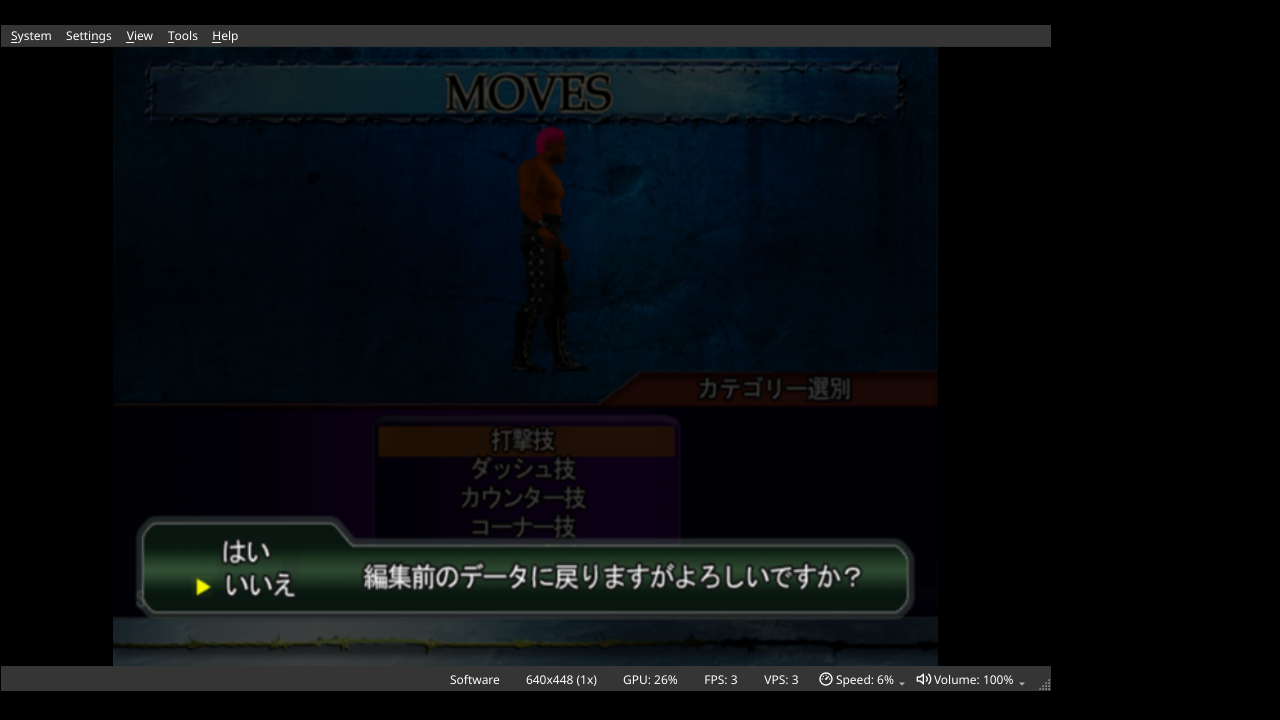 System Settings View Tools Help
MOVES
カテゴリー選別
打撃技
ダッシュ技
カウンター技
コーナー技
はい
いいえ
編集前のデータに戻りますがよろしいですか？
Software 640x448 (1x) GPU: 26% FPS: 3 VPS: 3 Speed: 6% Volume: 100%